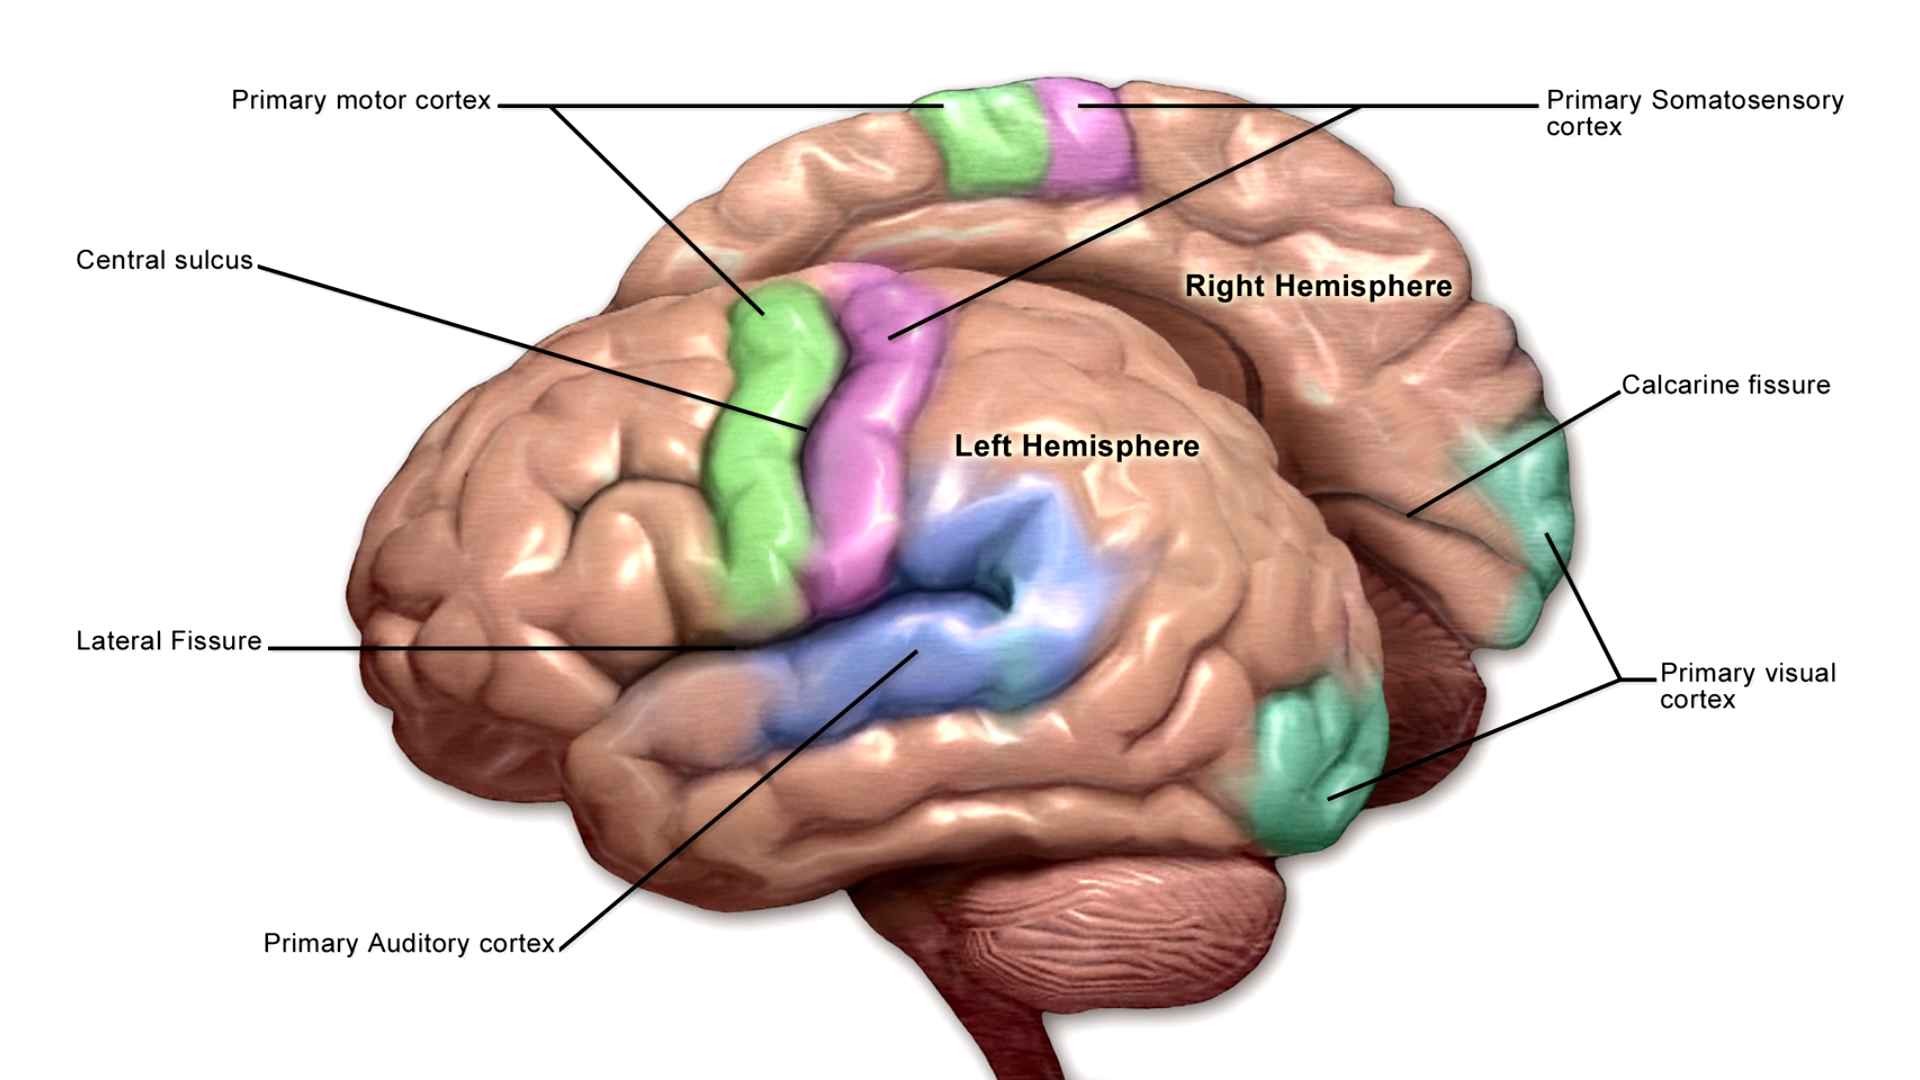 Primary motor cortex
Primary Somatosensory
cortex
Central sulcus
Right Hemisphere
Calcarine fissure
Left Hemisphere
Lateral Fissure
Primary visual
cortex
Primary Auditory cortex